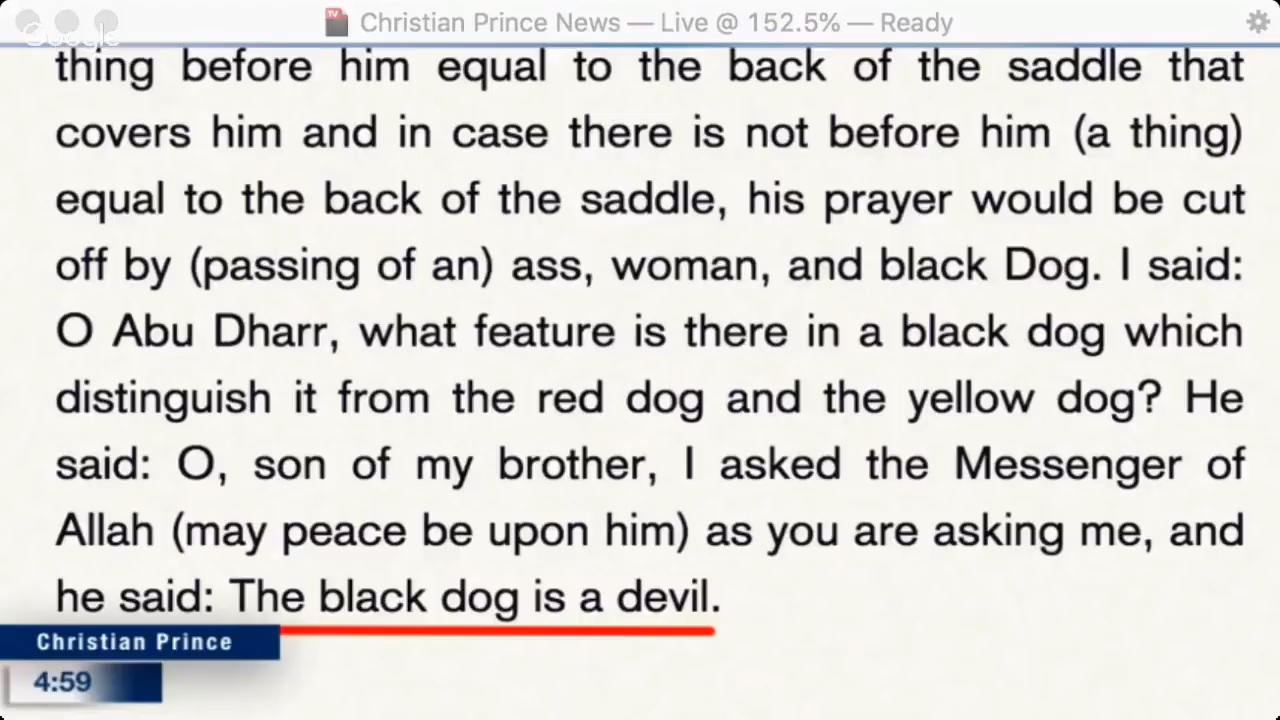 Christian Prince News — Live @ 152.5% — Ready
Google
thing before him equal to the back of the saddle that
covers him and in case there is not before him (a thing)
equal to the back of the saddle, his prayer would be cut
off by (passing of an) ass, woman, and black Dog. I said:
O Abu Dharr, what feature is there in a black dog which
distinguish it from the red dog and the yellow dog? He
said: O, son of my brother, I asked the Messenger of
Allah (may peace be upon him) as you are asking me, and
he said: The black dog is a devil.
Christian Prince
4:59